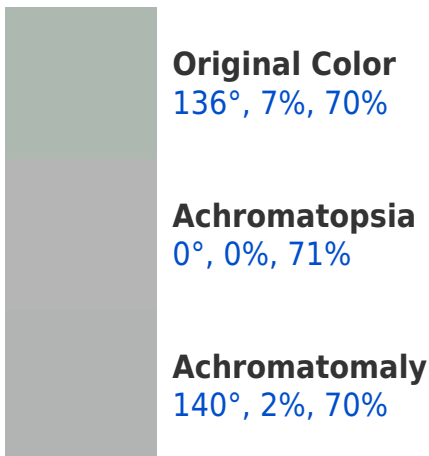 Original Color
136°, 7%, 70%
Achromatopsia
0°, 0%, 71%
Achromatomaly
140°, 2%, 70%